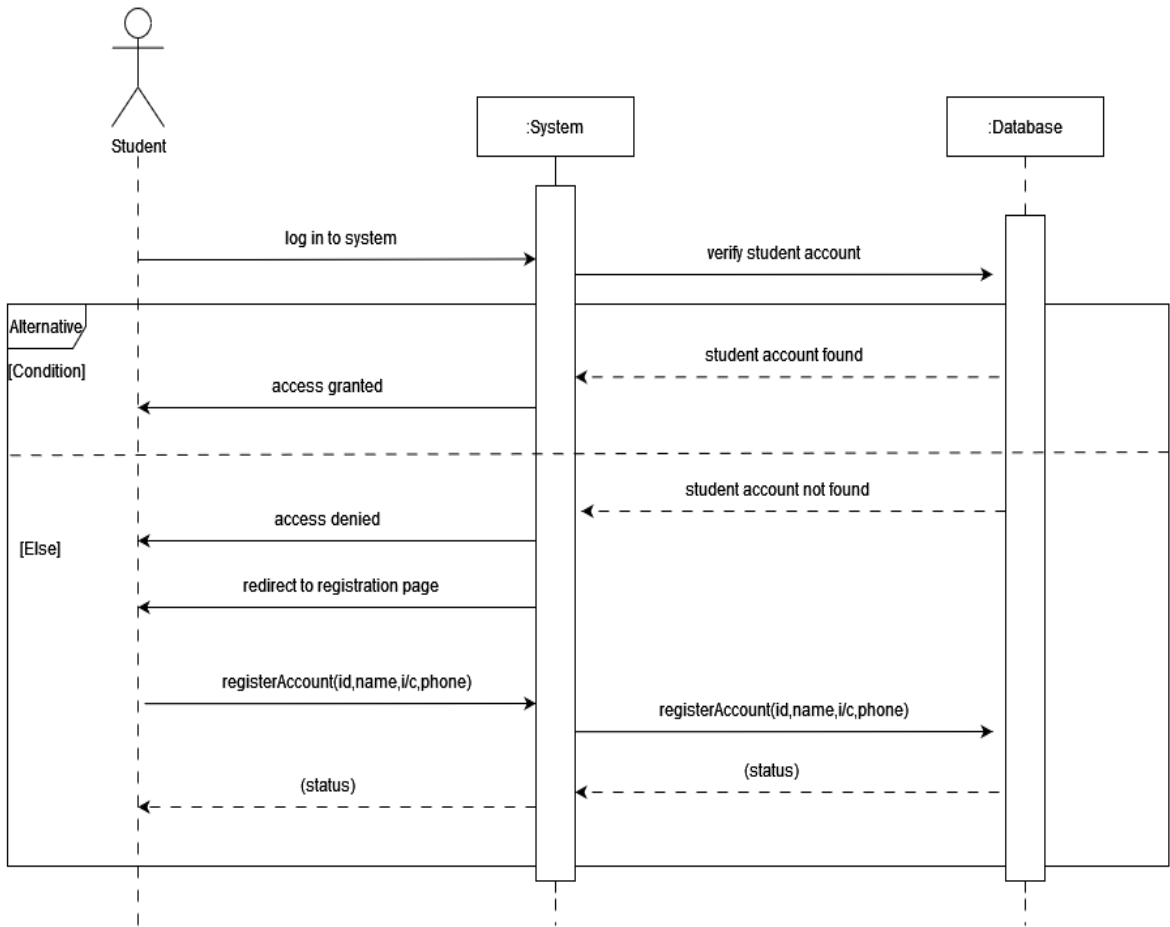 Student
:System
:Database
log in to system
verify student account
Alternative
[Condition]
student account found
access granted
student account not found
access denied
[Else]
redirect to registration page
registerAccount(id,name,i/c,phone)
registerAccount(id,name,i/c,phone)
(status)
(status)